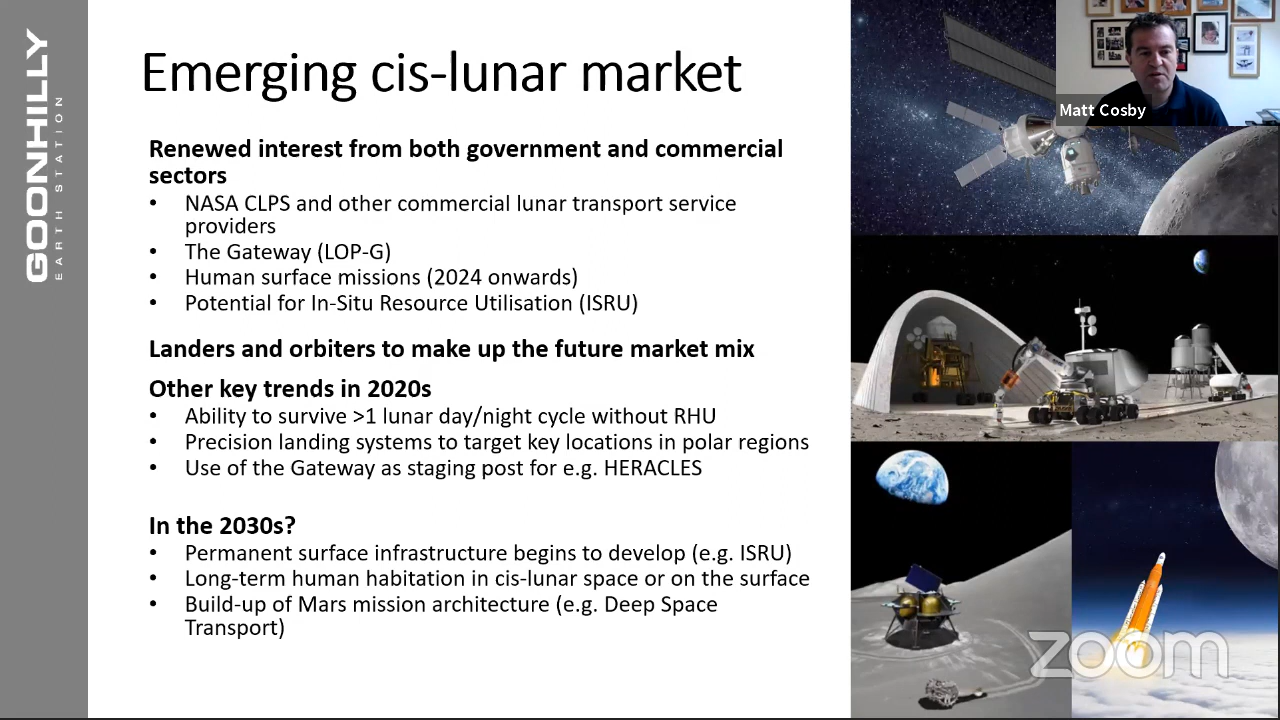 GOONHILLY
EARTH STATION
Emerging cis-lunar market
Renewed interest from both government and commercial
sectors
• NASA CLPS and other commercial lunar transport service
providers
• The Gateway (LOP-G)
• Human surface missions (2024 onwards)
• Potential for In-Situ Resource Utilisation (ISRU)
Landers and orbiters to make up the future market mix
Other key trends in 2020s
• Ability to survive >1 lunar day/night cycle without RHU
• Precision landing systems to target key locations in polar regions
• Use of the Gateway as staging post for e.g. HERACLES
In the 2030s?
• Permanent surface infrastructure begins to develop (e.g. ISRU)
• Long-term human habitation in cis-lunar space or on the surface
• Build-up of Mars mission architecture (e.g. Deep Space
Transport)
Matt Cosby
zoom